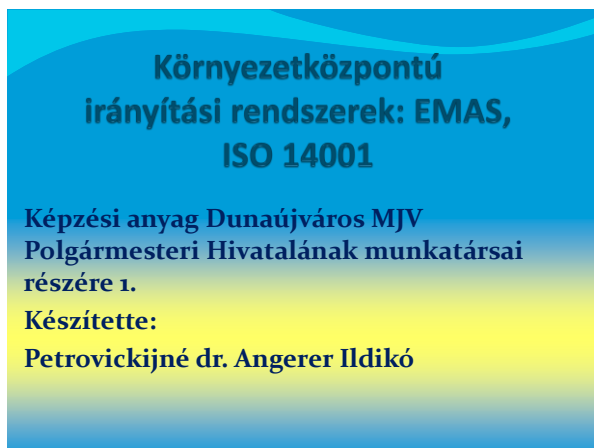 Környezetközpontú
irányítási rendszerek: EMAS,
ISO 14001
Képzési anyag Dunaújváros MJV
Polgármesteri Hivatalának munkatársai
részére 1.
Készítette:
Petrovickijné dr. Angerer Ildikó